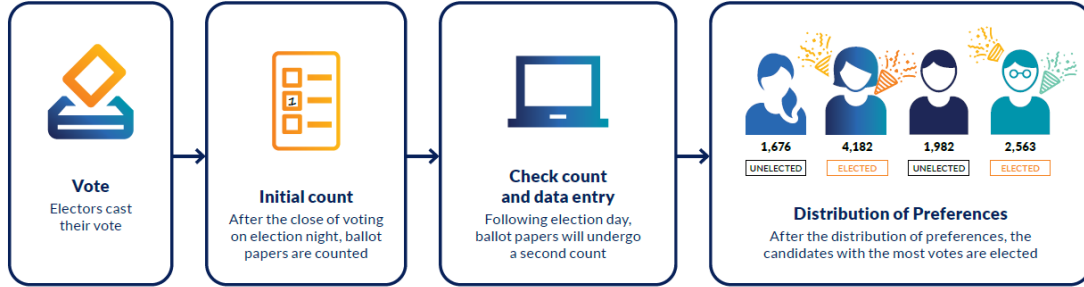 Vote
Electors cast
their vote
1
Initial count
After the close of voting
on election night, ballot
papers are counted
Check count
and data entry
Following election day,
ballot papers will undergo
a second count
1,676 4,182 1,982 2,563
UNELECTED ELECTED UNELECTED ELECTED
Distribution of Preferences
After the distribution of preferences, the
candidates with the most votes are elected